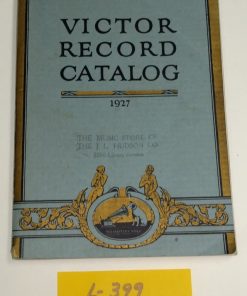 VICTOR
RECORD
CATALOG
1927
THE MUSIC STORE OF
THE J. L. HUDSON CO
L-399